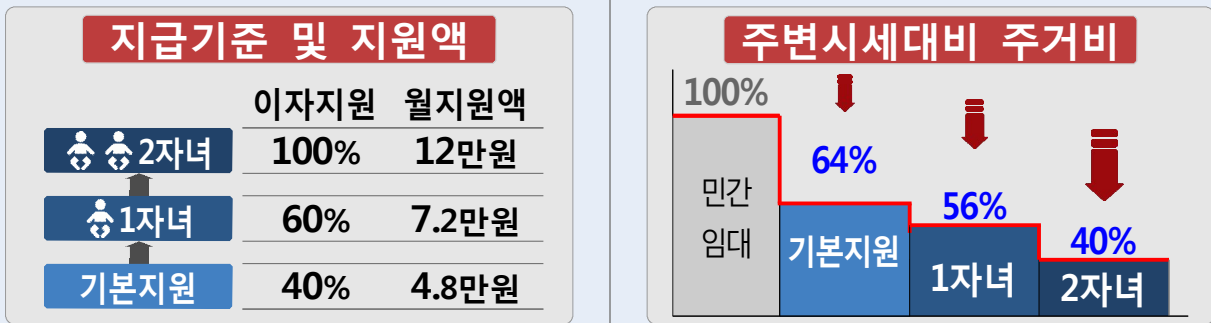 지급기준 및 지원액
이자지원 월지원액
2자녀 100% 12만원
1자녀 60% 7.2만원
기본지원 40% 4.8만원
주변시세대비 주거비
100%
64%
56%
40%
민간
임대
기본지원
1자녀
2자녀